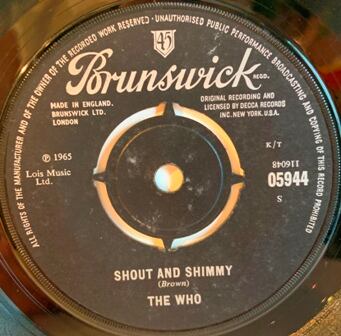 ALL RIGHTS OF THE MANUFACTURER AND OF THE OWNER OF THE RECORDED WORK RESERVED · UNAUTHORISED PUBLIC PERFORMANCE BROADCASTING AND COPYING OF THIS RECORD PROHIBITED
45
Brunswick REGD.
MADE IN ENGLAND.
BRUNSWICK LTD.
LONDON
ORIGINAL RECORDING AND
LICENSED BY DECCA RECORDS
INC. NEW YORK. U.S.A.
K/T
℗ 1965
Lois Music
Ltd.
116048
05944
S
SHOUT AND SHIMMY
(Brown)
THE WHO